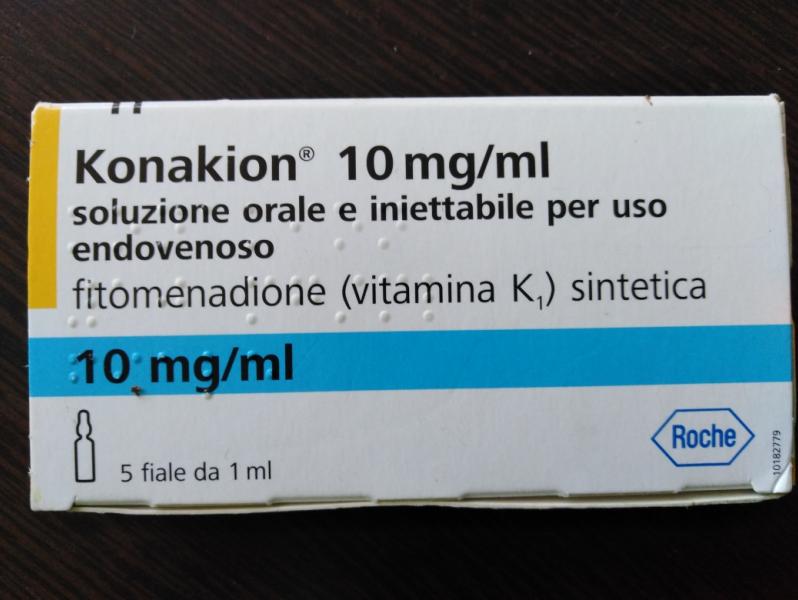 Konakion® 10 mg/ml
soluzione orale e iniettabile per uso
endovenoso
fitomenadione (vitamina K₁) sintetica
10 mg/ml
5 fiale da 1 ml
Roche
10182779